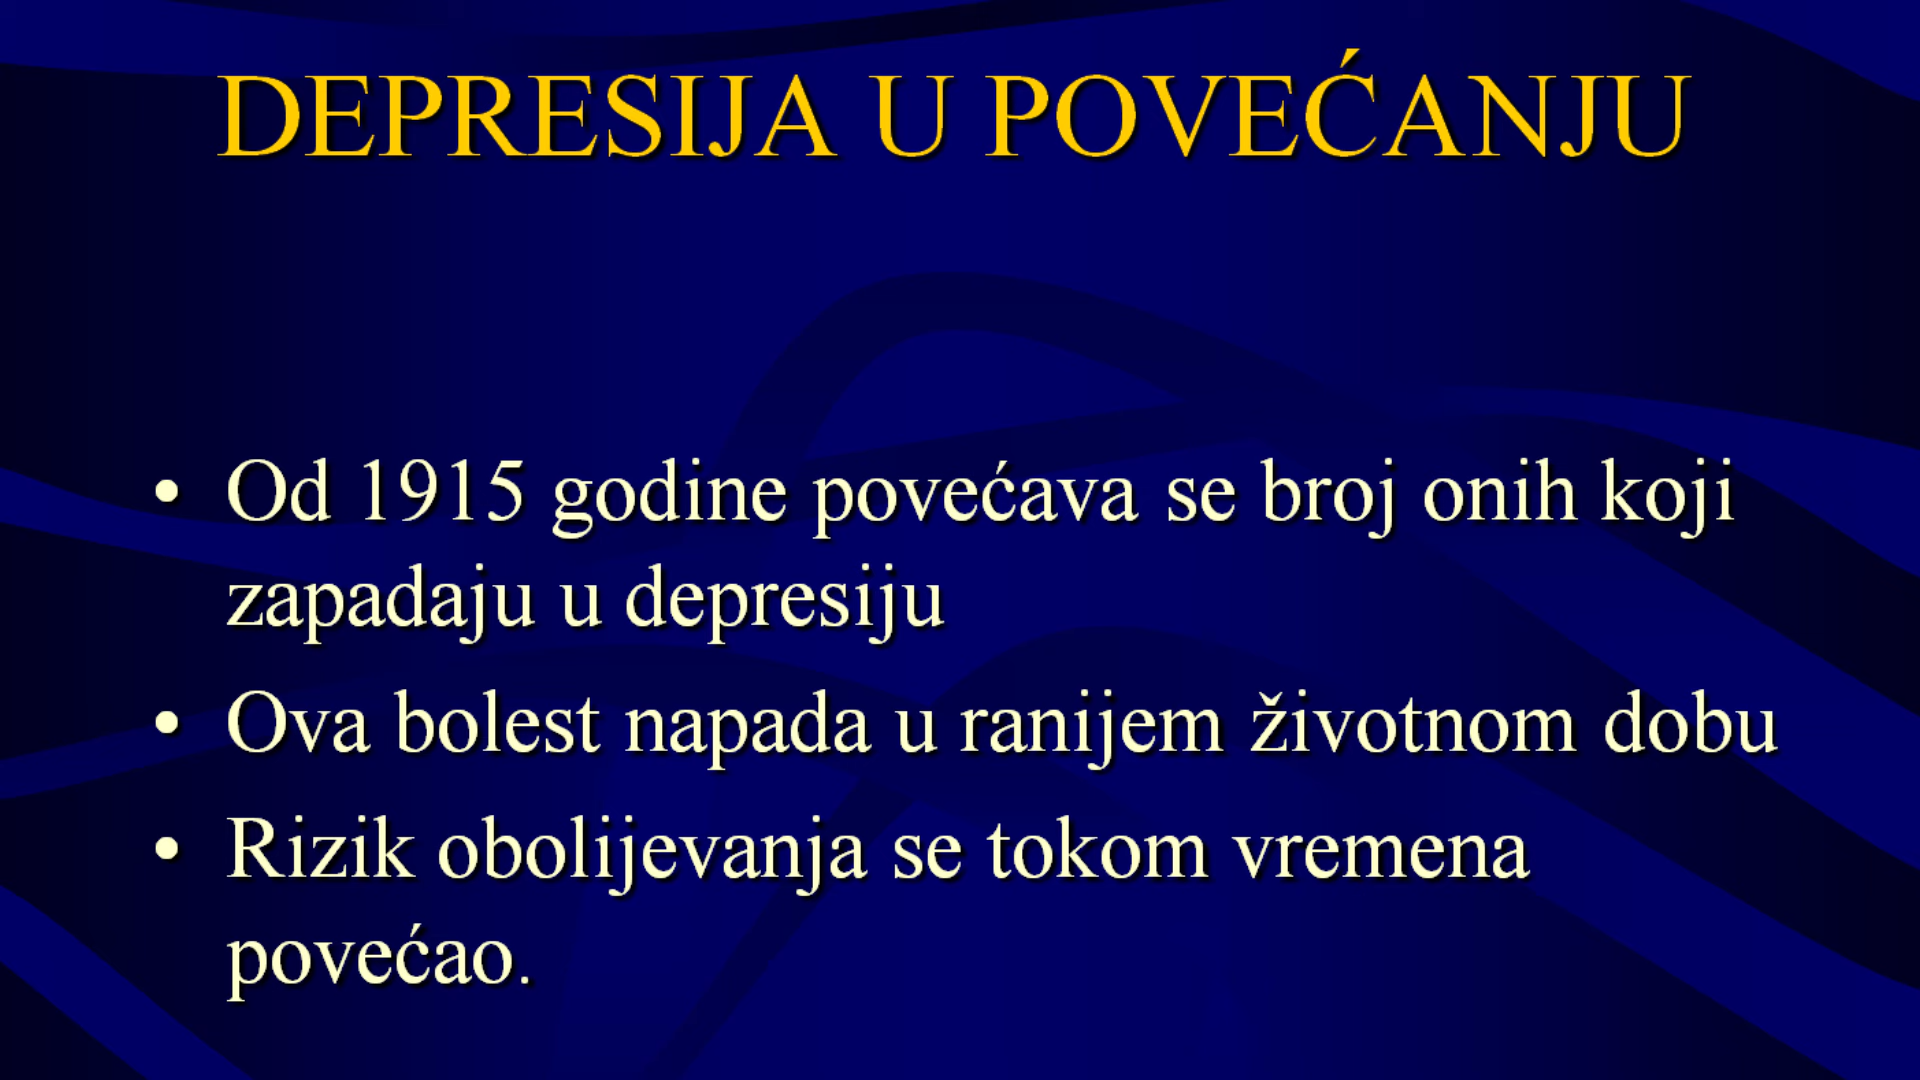 DEPRESIJA U POVEĆANJU
• Od 1915 godine povećava se broj onih koji
zapadaju u depresiju
• Ova bolest napada u ranijem životnom dobu
• Rizik obolijevanja se tokom vremena
povećao.